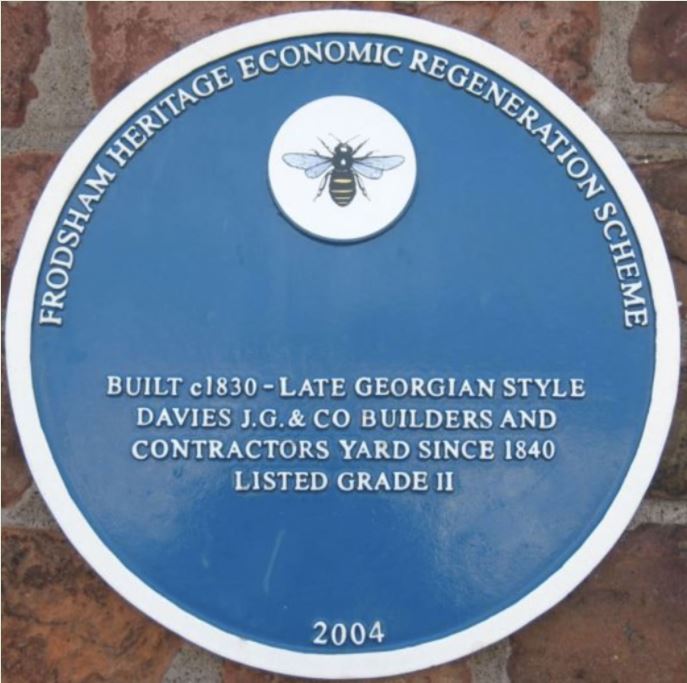 FRODSHAM HERITAGE ECONOMIC REGENERATION SCHEME
BUILT c1830 - LATE GEORGIAN STYLE
DAVIES J.G. & CO BUILDERS AND
CONTRACTORS YARD SINCE 1840
LISTED GRADE II
2004